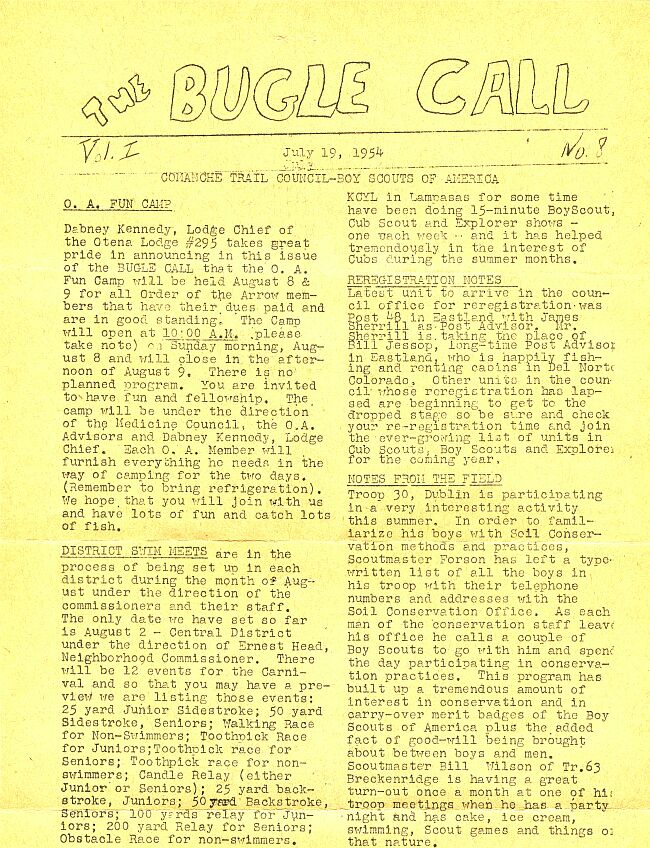 THE BUGLE CALL
Vol. I
July 19, 1954
No. 8
COMANCHE TRAIL COUNCIL-BOY SCOUTS OF AMERICA
O. A. FUN CAMP
Dabney Kennedy, Lodge Chief of
the Otena Lodge #295 takes great
pride in announcing in this issue
of the BUGLE CALL that the O. A.
Fun Camp will be held August 8 &
9 for all Order of the Arrow mem-
bers that have their dues paid and
are in good standing. The Camp
will open at 10:00 A.M. (please
take note) on Sunday morning, Aug-
ust 8 and will close in the after-
noon of August 9. There is no
planned program. You are invited
to have fun and fellowship. The
camp will be under the direction
of the Medicine Council, the O.A.
Advisors and Dabney Kennedy, Lodge
Chief. Each O. A. Member will
furnish everythihg he needs in the
way of camping for the two days.
(Remember to bring refrigeration).
We hope that you will join with us
and have lots of fun and catch lots
of fish.
DISTRICT SWIM MEETS are in the
process of being set up in each
district during the month of Aug-
ust under the direction of the
commissioners and their staff.
The only date we have set so far
is August 2 - Central District
under the direction of Ernest Head,
Neighborhood Commissioner. There
will be 12 events for the Carni-
val and so that you may have a pre-
view we are listing those events:
25 yard Junior Sidestroke; 50 yard
Sidestroke, Seniors; Walking Race
for Non-Swimmers; Toothpick Race
for Juniors;Toothpick race for
Seniors; Toothpick race for non-
swimmers; Candle Relay (either
Junior or Seniors); 25 yard back-
stroke, Juniors; 50 yard Backstroke,
Seniors; 100 yards relay for Jun-
iors; 200 yard Relay for Seniors;
Obstacle Race for non-swimmers.
KCYL in Lampasas for some time
have been doing 15-minute BoyScout,
Cub Scout and Explorer shows -
one each week -- and it has helped
tremendously in the interest of
Cubs during the summer months.
REREGISTRATION NOTES
Latest unit to arrive in the coun-
cil office for reregistration was
Post 48 in Eastland with James
Sherrill as Post Advisor. Mr.
Sherrill is taking the place of
Bill Jessop, long-time Post Advisor
in Eastland, who is happily fish-
ing and renting cabins in Del Norte
Colorado. Other units in the coun-
cil whose reregistration has lap-
sed are beginning to get to the
dropped stage so be sure and check
your re-registration time and join
the ever-growing list of units in
Cub Scouts, Boy Scouts and Explorer
for the coming year.
NOTES FROM THE FIELD
Troop 30, Dublin is participating
in a very interesting activity
this summer. In order to famil-
iarize his boys with Soil Conser-
vation methods and practices,
Scoutmaster Forson has left a type-
written list of all the boys in
his troop with their telephone
numbers and addresses with the
Soil Conservation Office. As each
man of the conservation staff leave
his office he calls a couple of
Boy Scouts to go with him and spend
the day participating in conserva-
tion practices. This program has
built up a tremendous amount of
interest in conservation and in
carry-over merit badges of the Boy
Scouts of America plus the added
fact of good-will being brought
about between boys and men.
Scoutmaster Bill Wilson of Tr.63
Breckenridge is having a great
turn-out once a month at one of his
troop meetings when he has a party
night and has cake, ice cream,
swimming, Scout games and things of
that nature.